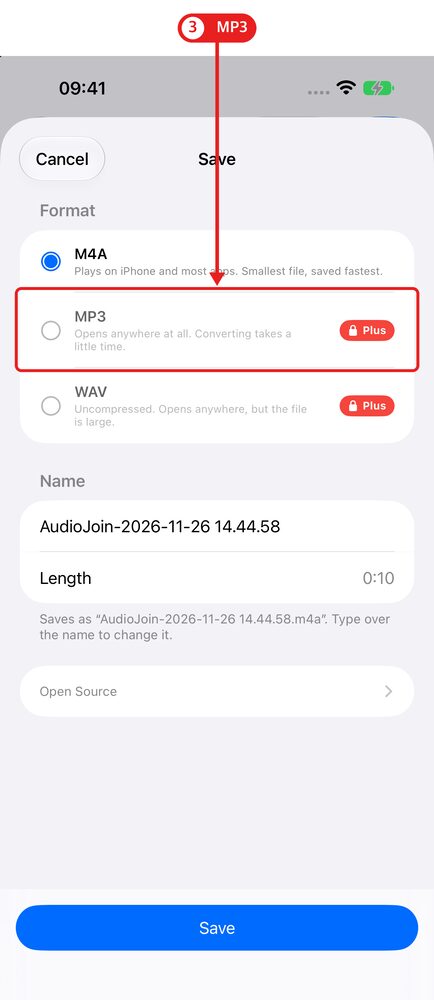 3 MP3
09:41
Cancel
Save
Format
M4A
Plays on iPhone and most apps. Smallest file, saved fastest.
MP3
Opens anywhere at all. Converting takes a
little time.
Plus
WAV
Uncompressed. Opens anywhere, but the file
is large.
Plus
Name
AudioJoin-2026-11-26 14.44.58
Length 0:10
Saves as “AudioJoin-2026-11-26 14.44.58.m4a”. Type over
the name to change it.
Open Source
Save